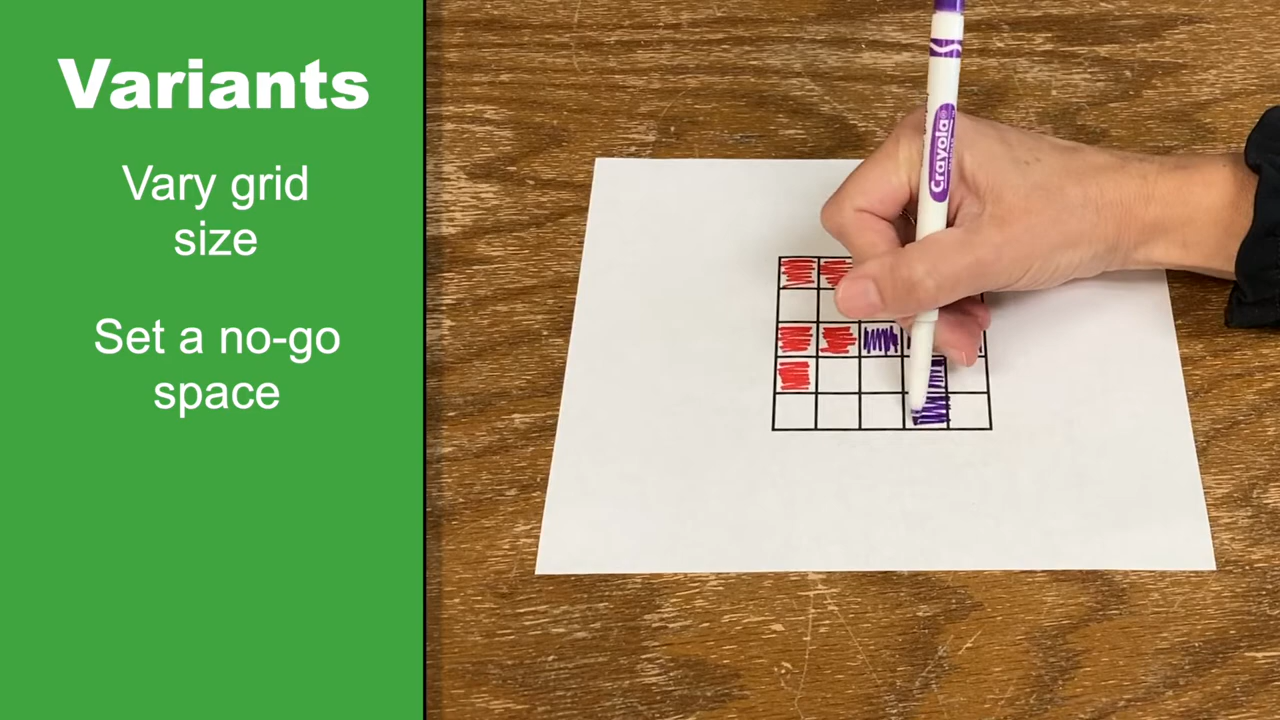 Variants
Vary grid
size
Set a no-go
space
Crayola